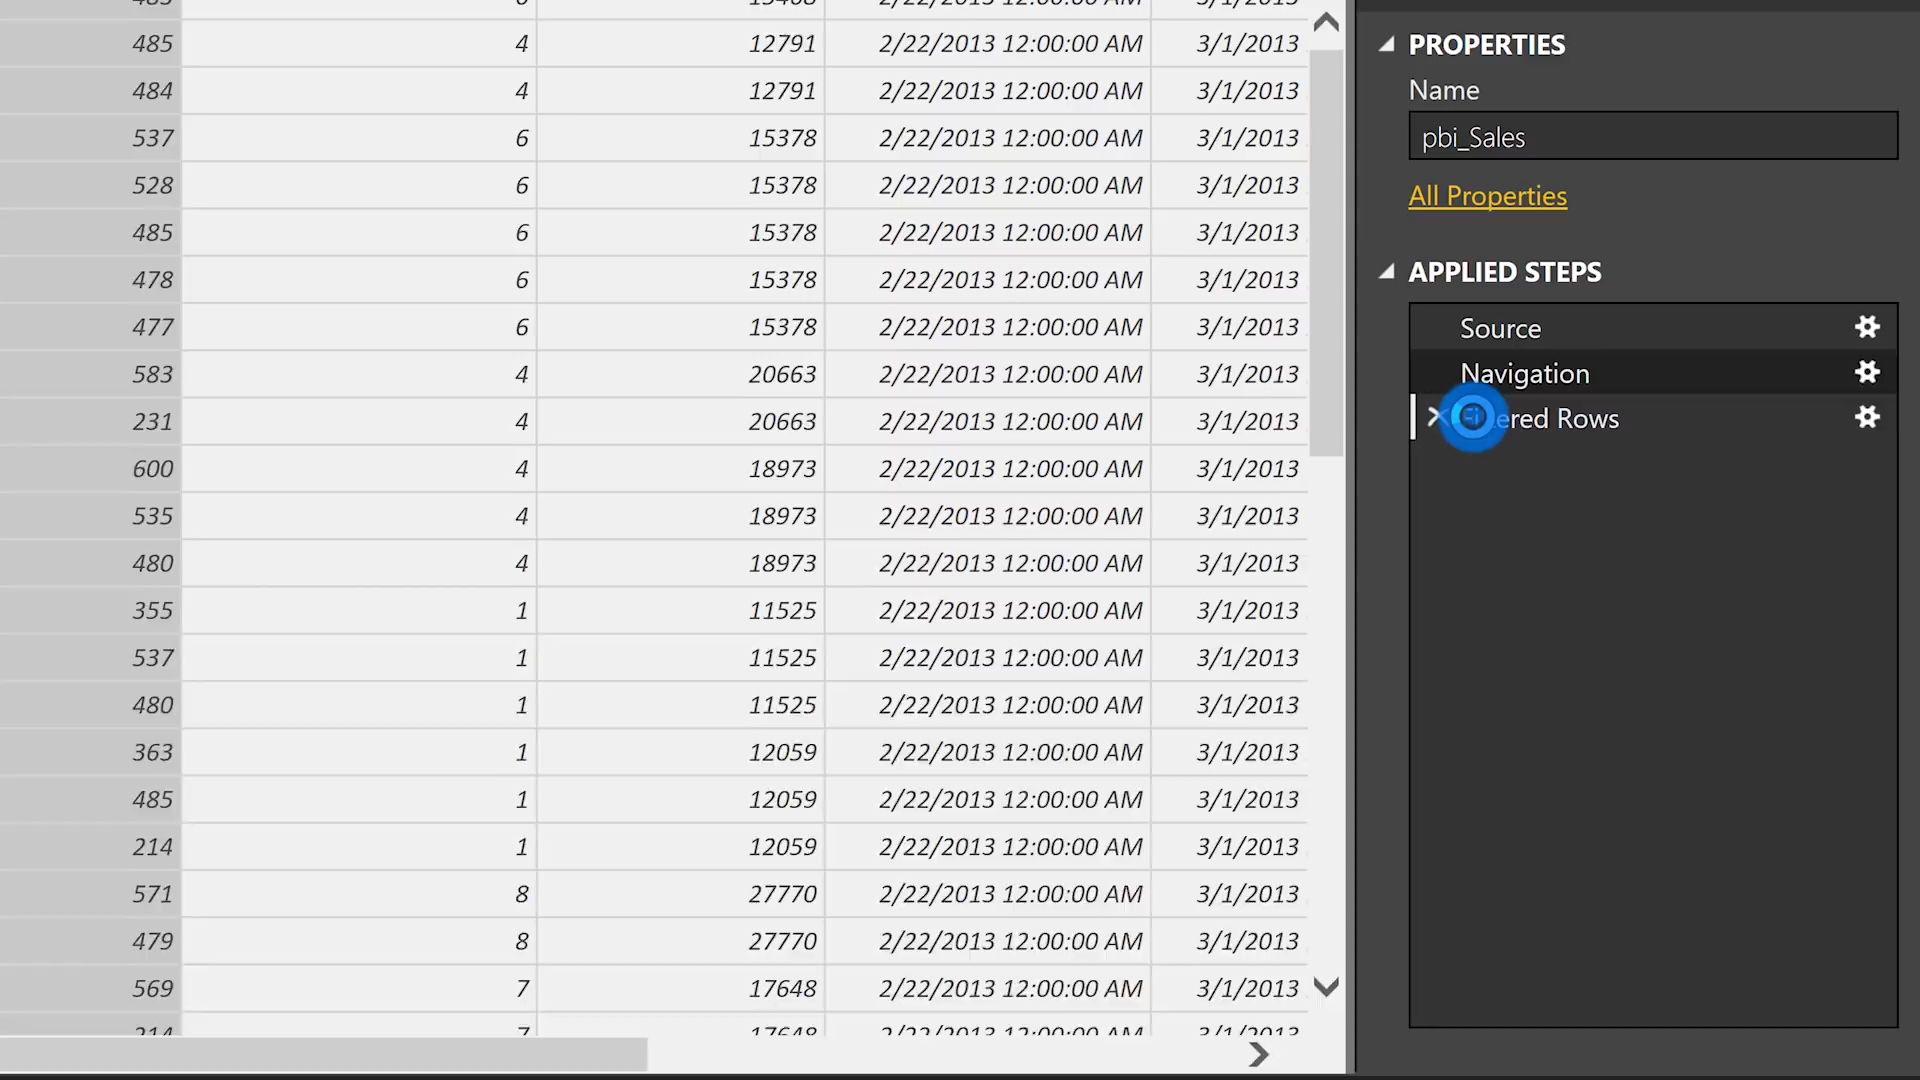 485 4 12791 2/22/2013 12:00:00 AM 3/1/2013
484 4 12791 2/22/2013 12:00:00 AM 3/1/2013
537 6 15378 2/22/2013 12:00:00 AM 3/1/2013
528 6 15378 2/22/2013 12:00:00 AM 3/1/2013
485 6 15378 2/22/2013 12:00:00 AM 3/1/2013
478 6 15378 2/22/2013 12:00:00 AM 3/1/2013
477 6 15378 2/22/2013 12:00:00 AM 3/1/2013
583 4 20663 2/22/2013 12:00:00 AM 3/1/2013
231 4 20663 2/22/2013 12:00:00 AM 3/1/2013
600 4 18973 2/22/2013 12:00:00 AM 3/1/2013
535 4 18973 2/22/2013 12:00:00 AM 3/1/2013
480 4 18973 2/22/2013 12:00:00 AM 3/1/2013
355 1 11525 2/22/2013 12:00:00 AM 3/1/2013
537 1 11525 2/22/2013 12:00:00 AM 3/1/2013
480 1 11525 2/22/2013 12:00:00 AM 3/1/2013
363 1 12059 2/22/2013 12:00:00 AM 3/1/2013
485 1 12059 2/22/2013 12:00:00 AM 3/1/2013
214 1 12059 2/22/2013 12:00:00 AM 3/1/2013
571 8 27770 2/22/2013 12:00:00 AM 3/1/2013
479 8 27770 2/22/2013 12:00:00 AM 3/1/2013
569 7 17648 2/22/2013 12:00:00 AM 3/1/2013
214 7 17648 2/22/2013 12:00:00 AM 3/1/2013
PROPERTIES
Name
pbi_Sales
All Properties
APPLIED STEPS
Source
Navigation
Filtered Rows